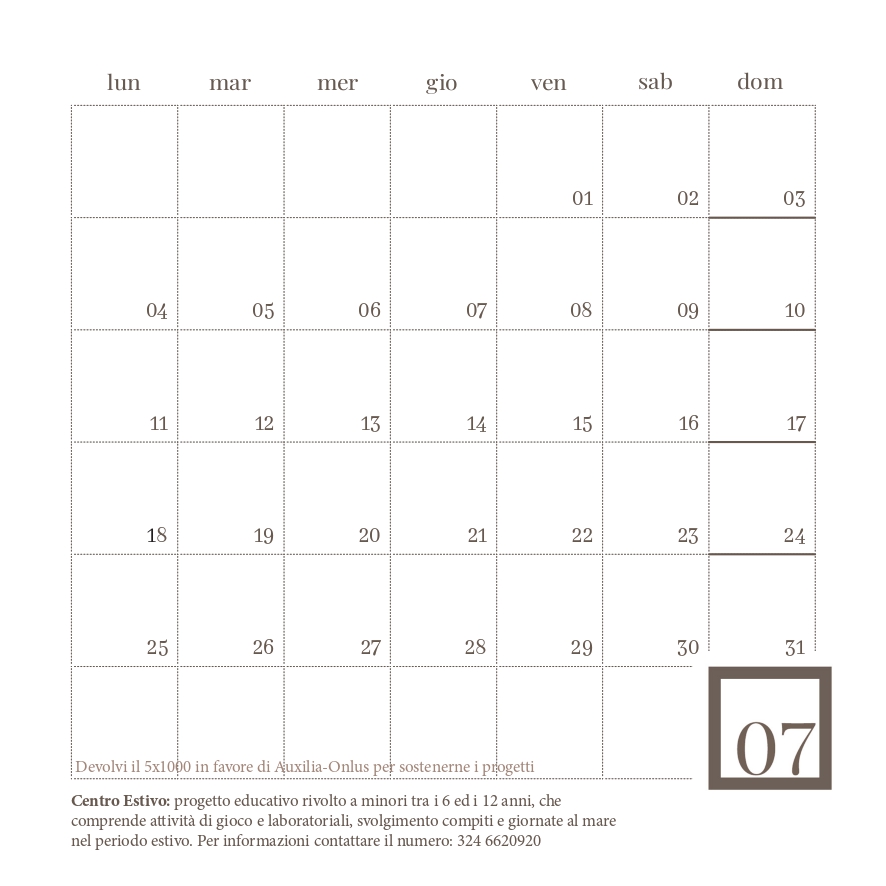 lun mar mer gio ven sab dom
01 02 03
04 05 06 07 08 09 10
11 12 13 14 15 16 17
18 19 20 21 22 23 24
25 26 27 28 29 30 31
07
Devolvi il 5x1000 in favore di Auxilia-Onlus per sostenerne i progetti
Centro Estivo: progetto educativo rivolto a minori tra i 6 ed i 12 anni, che
comprende attività di gioco e laboratoriali, svolgimento compiti e giornate al mare
nel periodo estivo. Per informazioni contattare il numero: 324 6620920